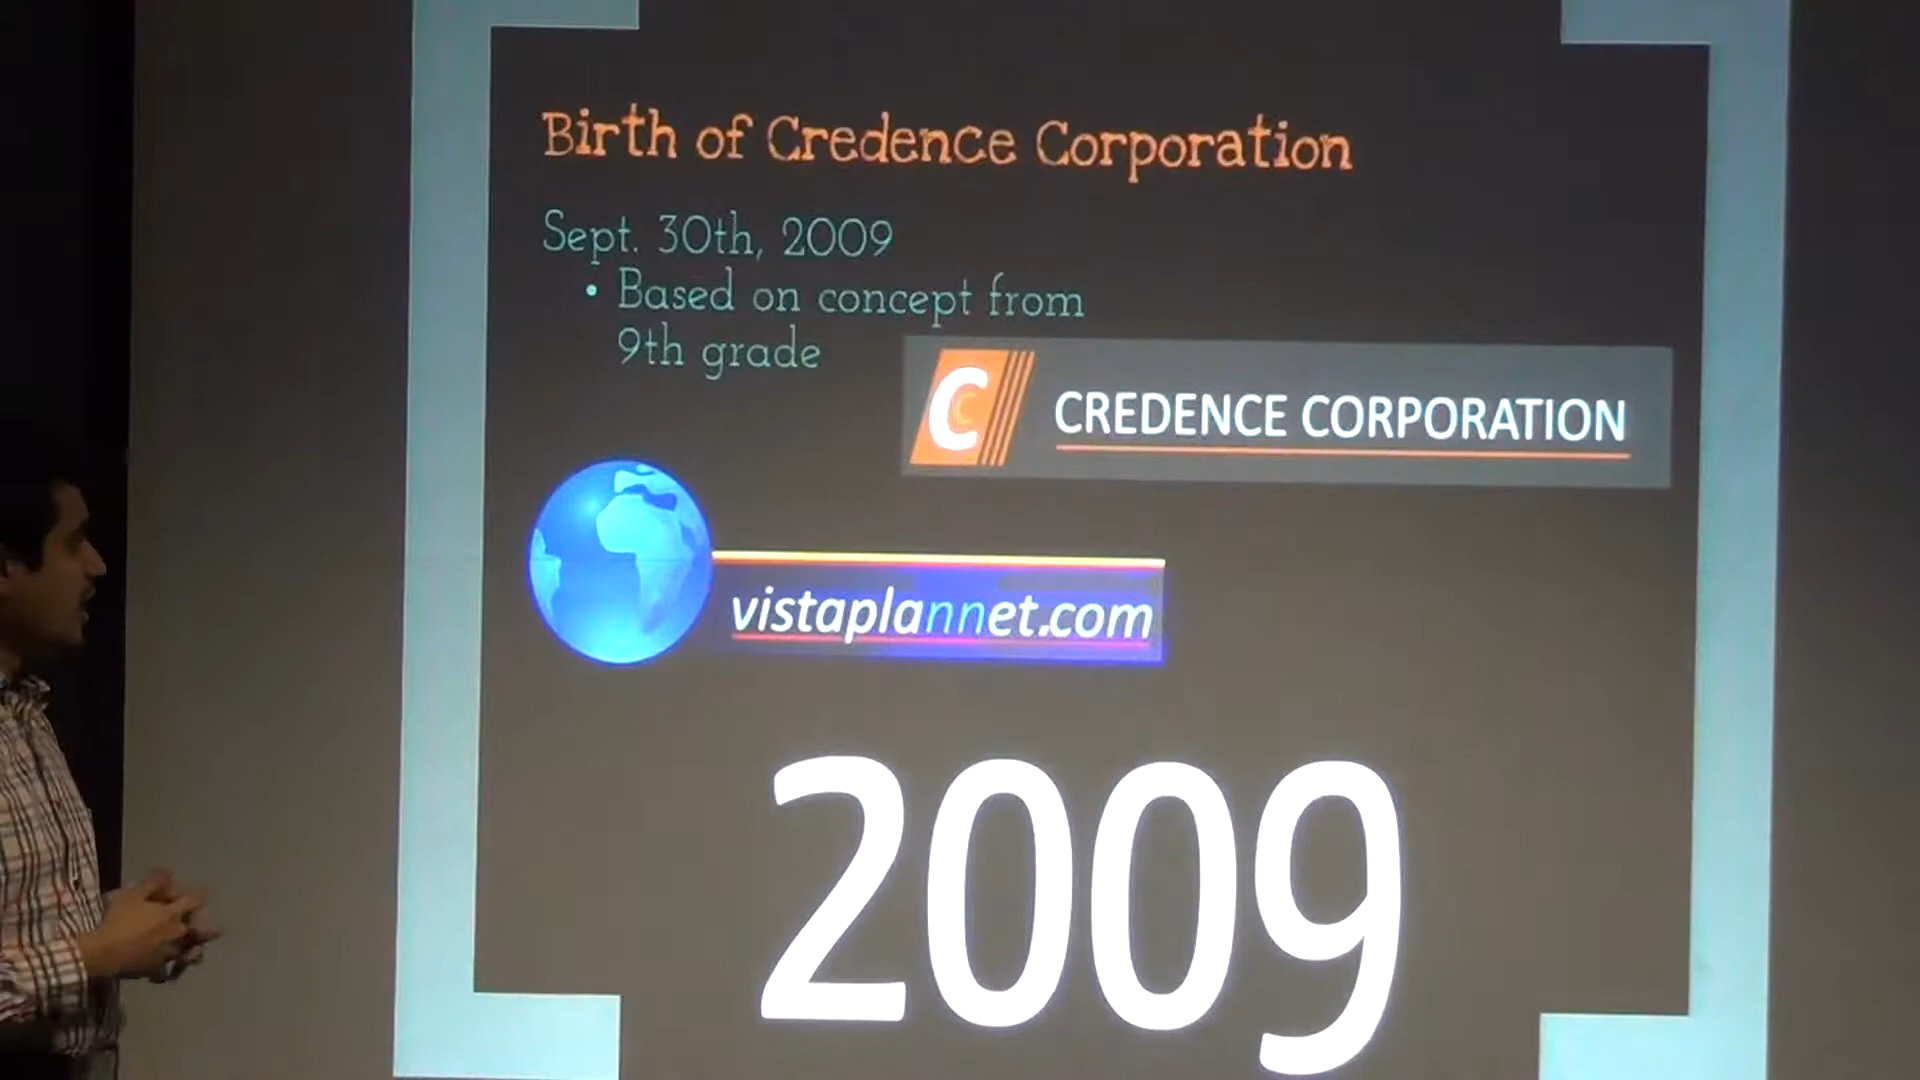 Birth of Credence Corporation
Sept. 30th, 2009
• Based on concept from
9th grade
C
CREDENCE CORPORATION
vistaplannet.com
2009